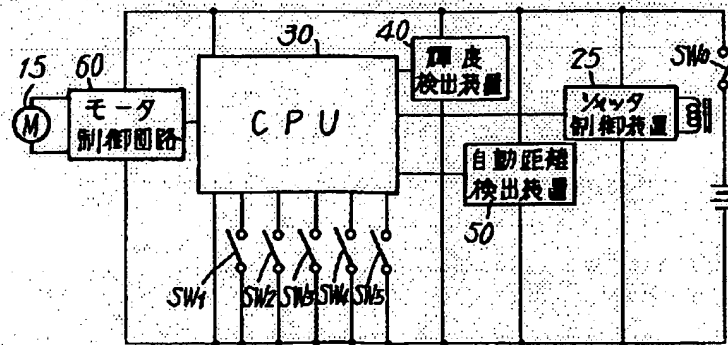 30
40
輝度
検出装置
SW0
15
60
M
モータ
制御回路
CPU
25
シャッタ
制御装置
自動距離
検出装置
50
SW1
SW2
SW3
SW4
SW5